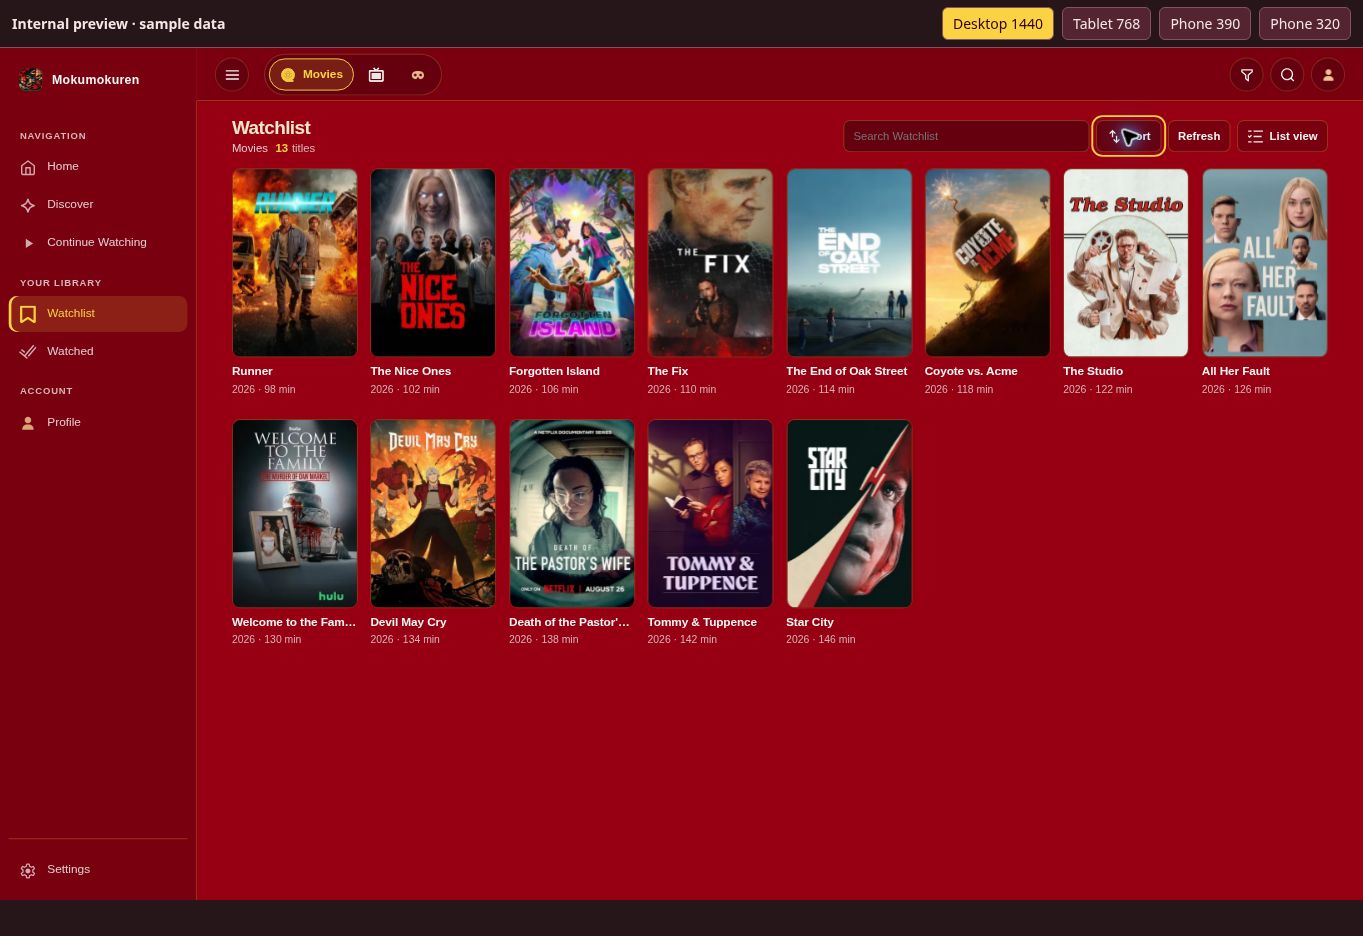 Internal preview · sample data
Desktop 1440
Tablet 768
Phone 390
Phone 320
Mokumokuren
Movies
NAVIGATION
Home
Discover
Continue Watching
YOUR LIBRARY
Watchlist
Watched
ACCOUNT
Profile
Settings
Watchlist
Movies 13 titles
Search Watchlist
Refresh
List view
RUNNER
THE
NICE
ONES
FORGOTTEN
ISLAND
THE
FIX
THE
END
OF OAK
STREET
COYOTE
VS.
ACME
The Studio
ALL
HER
FAULT
Runner
2026 · 98 min
The Nice Ones
2026 · 102 min
Forgotten Island
2026 · 106 min
The Fix
2026 · 110 min
The End of Oak Street
2026 · 114 min
Coyote vs. Acme
2026 · 118 min
The Studio
2026 · 122 min
All Her Fault
2026 · 126 min
hulu
WELCOME
TO THE
FAMILY
THE MURDER OF DAN MARKEL
hulu
DEVIL MAY CRY
A NETFLIX DOCUMENTARY SERIES
DEATH OF
THE PASTOR'S WIFE
ONLY ON NETFLIX | AUGUST 26
TOMMY &
TUPPENCE
STAR
CITY
Welcome to the Fam…
2026 · 130 min
Devil May Cry
2026 · 134 min
Death of the Pastor'…
2026 · 138 min
Tommy & Tuppence
2026 · 142 min
Star City
2026 · 146 min